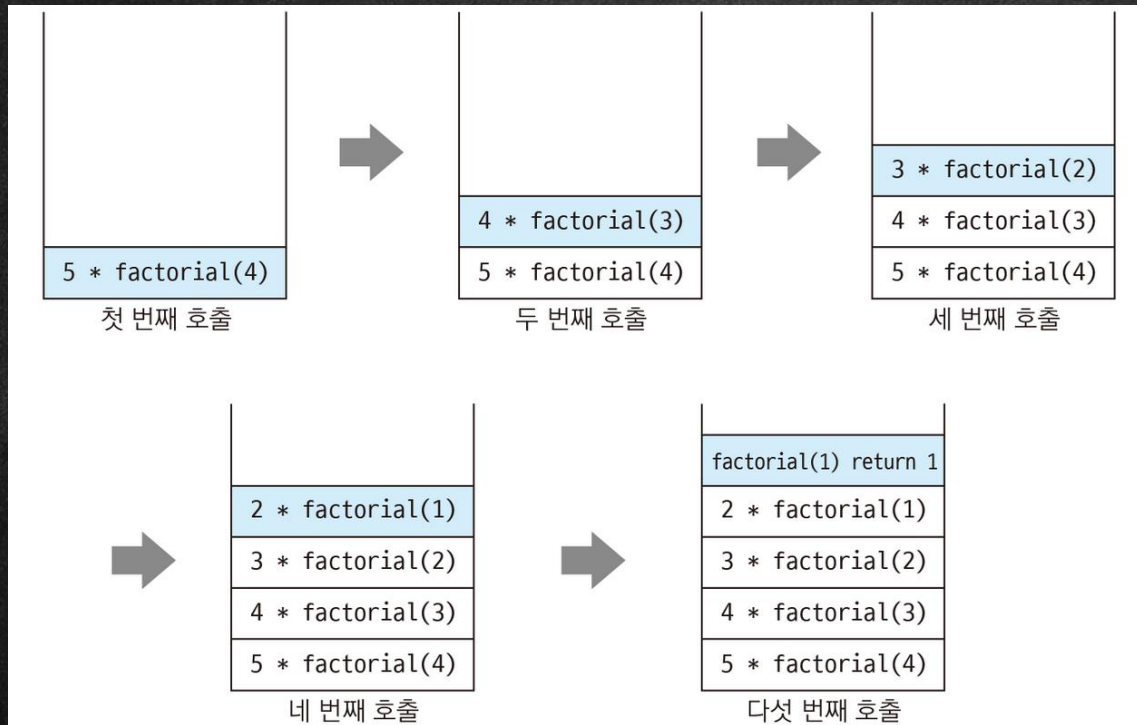 5 * factorial(4)
첫 번째 호출
4 * factorial(3)
5 * factorial(4)
두 번째 호출
3 * factorial(2)
4 * factorial(3)
5 * factorial(4)
세 번째 호출
2 * factorial(1)
3 * factorial(2)
4 * factorial(3)
5 * factorial(4)
네 번째 호출
factorial(1) return 1
2 * factorial(1)
3 * factorial(2)
4 * factorial(3)
5 * factorial(4)
다섯 번째 호출